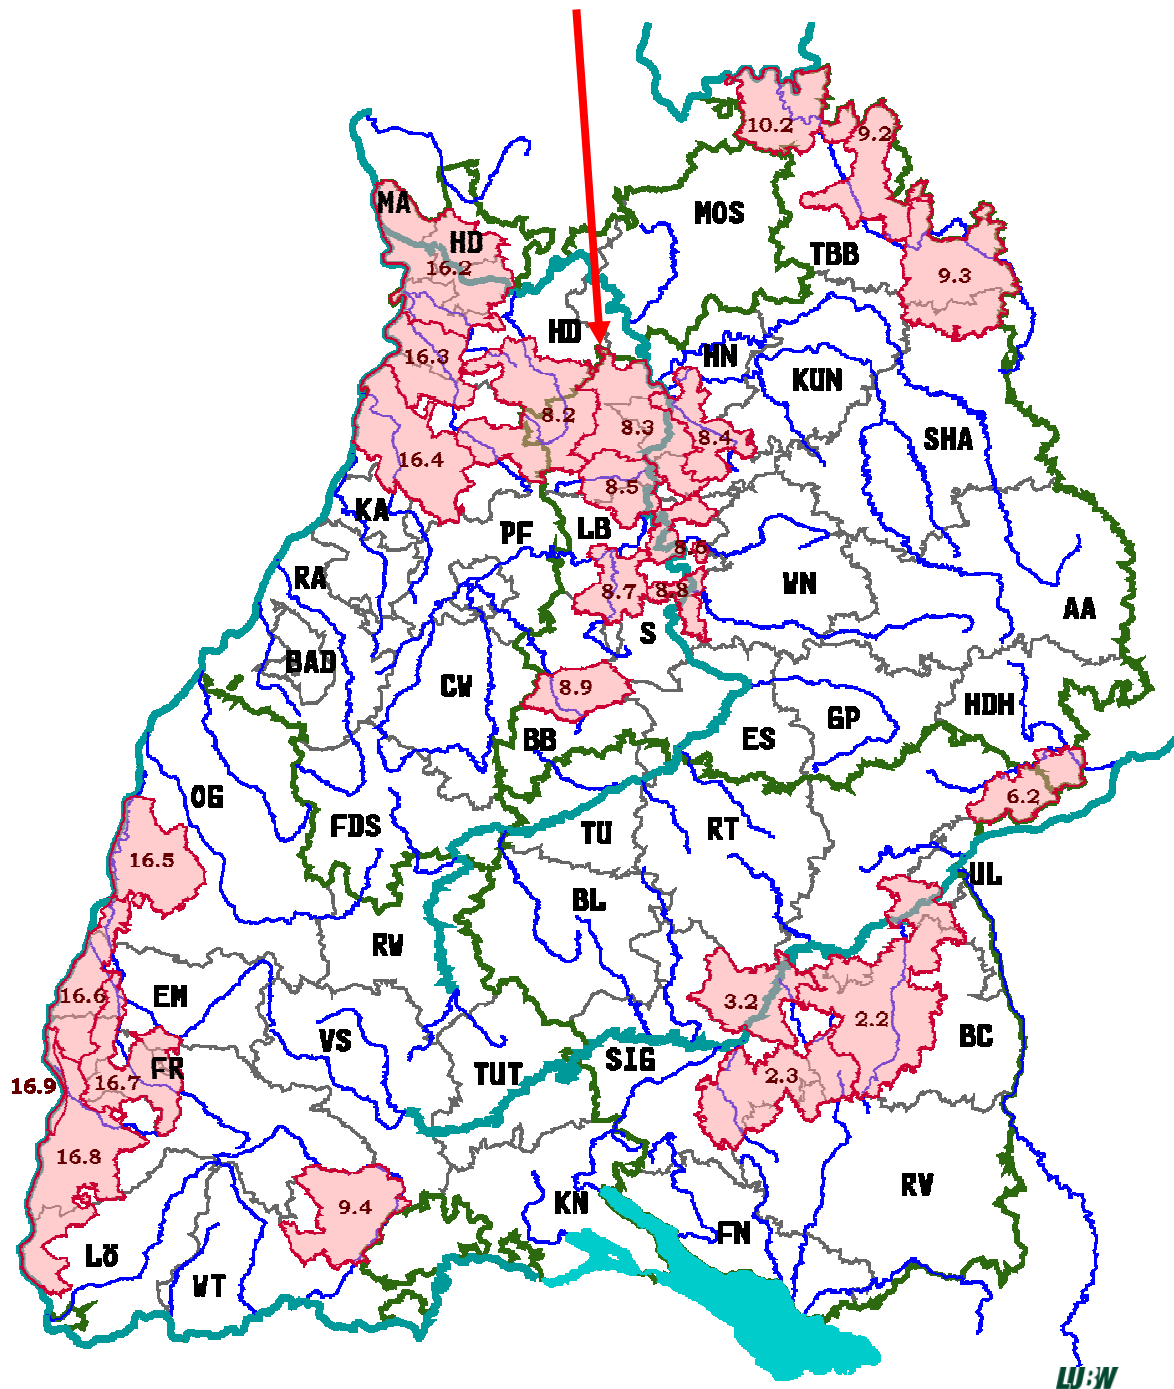 10.2
9.2
MA
MOS
HD
TBB
16.2
9.3
HD
16.3
HN
KUN
8.2
8.3
8.4
SHA
16.4
8.5
KA
PF
LB
8.6
RA
8.7
8.8
WN
AA
S
BAD
CW
8.9
HDH
GP
BB
ES
OG
6.2
FDS
TU
RT
16.5
UL
BL
RW
16.6
EM
3.2
2.2
VS
BC
SIG
FR
TUT
2.3
16.9
16.7
16.8
RV
9.4
KN
FN
LÖ
WT
LUBW